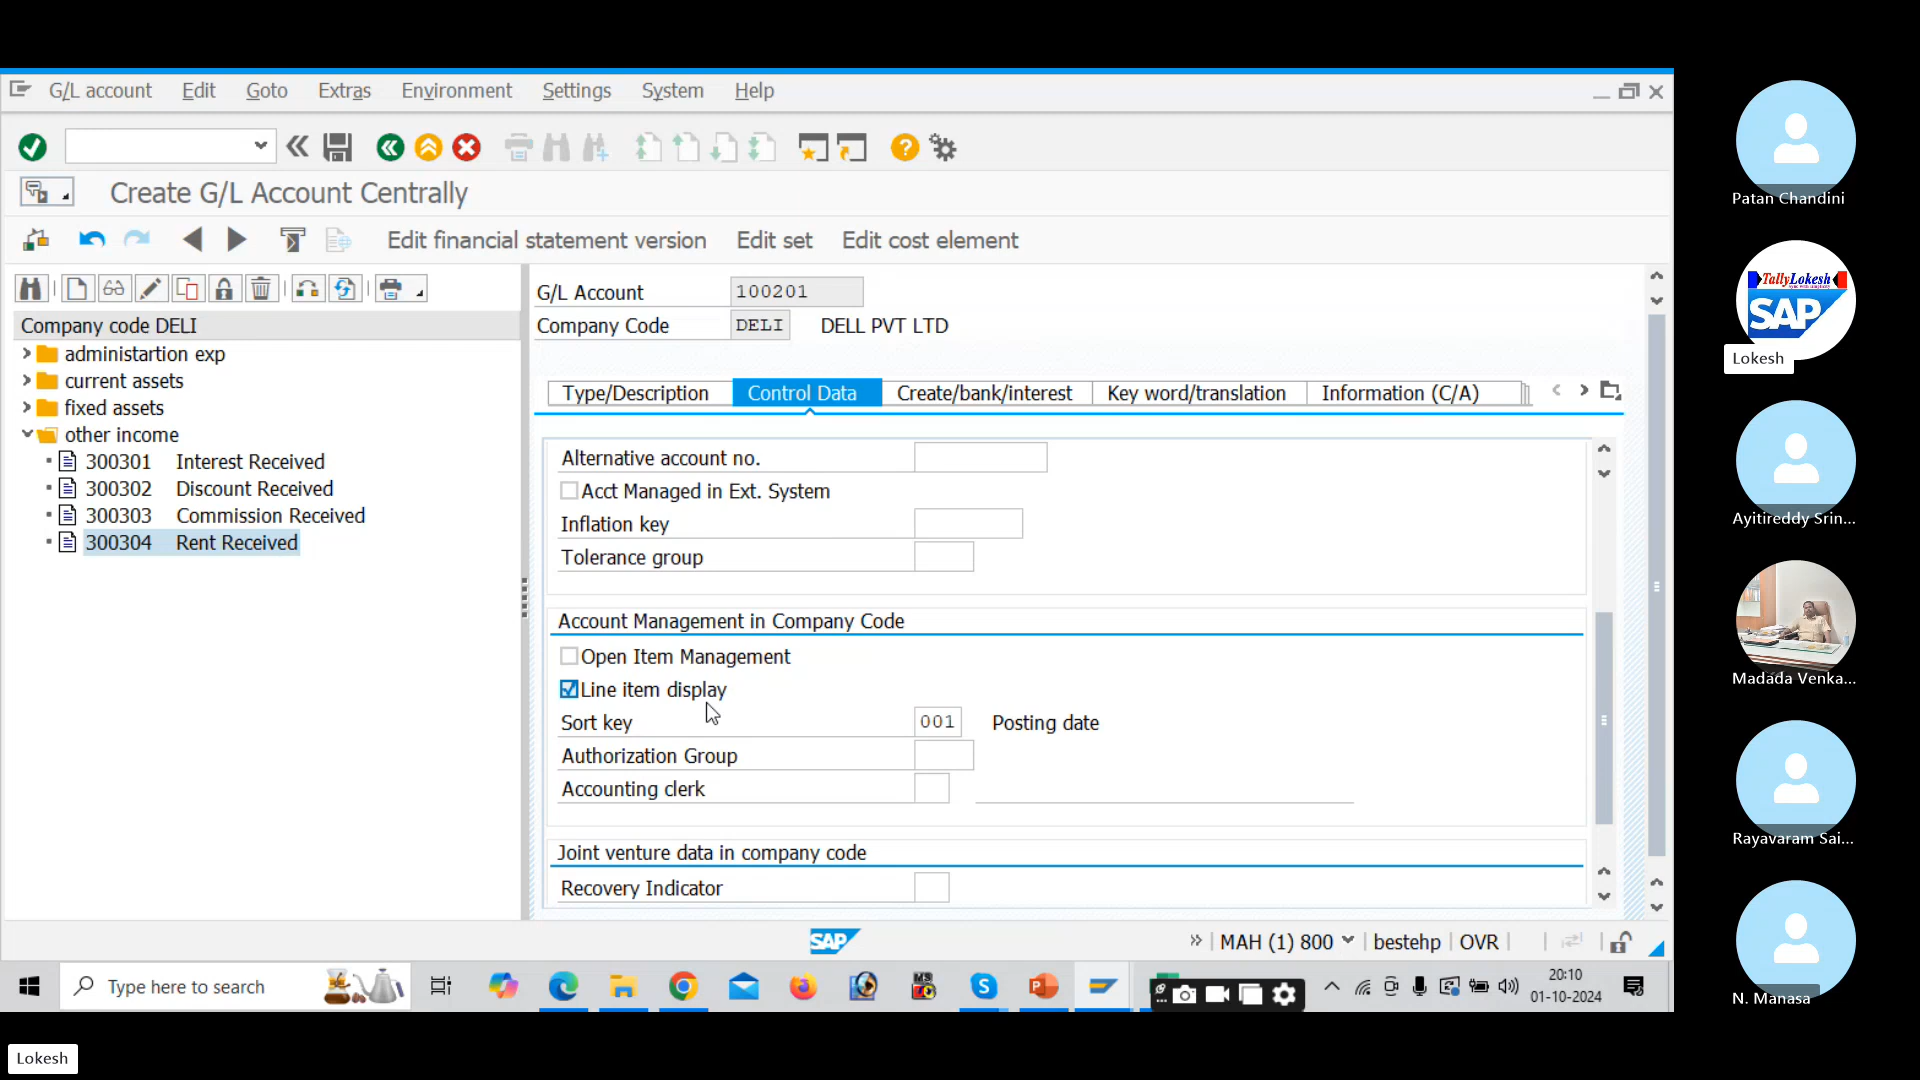 G/L account Edit Goto Extras Environment Settings System Help
Create G/L Account Centrally
Edit financial statement version Edit set Edit cost element
Company code DELI
administartion exp
current assets
fixed assets
other income
300301 Interest Received
300302 Discount Received
300303 Commission Received
300304 Rent Received
G/L Account 100201
Company Code DELI DELL PVT LTD
Type/Description Control Data Create/bank/interest Key word/translation Information (C/A)
Alternative account no.
Acct Managed in Ext. System
Inflation key
Tolerance group
Account Management in Company Code
Open Item Management
Line item display
Sort key 001 Posting date
Authorization Group
Accounting clerk
Joint venture data in company code
Recovery Indicator
SAP
MAH (1) 800 bestehp OVR
Type here to search
20:10
01-10-2024
Patan Chandini
TallyLokesh
SAP
Lokesh
Ayitireddy Srin...
Madada Venka...
Rayavaram Sai...
N. Manasa
Lokesh